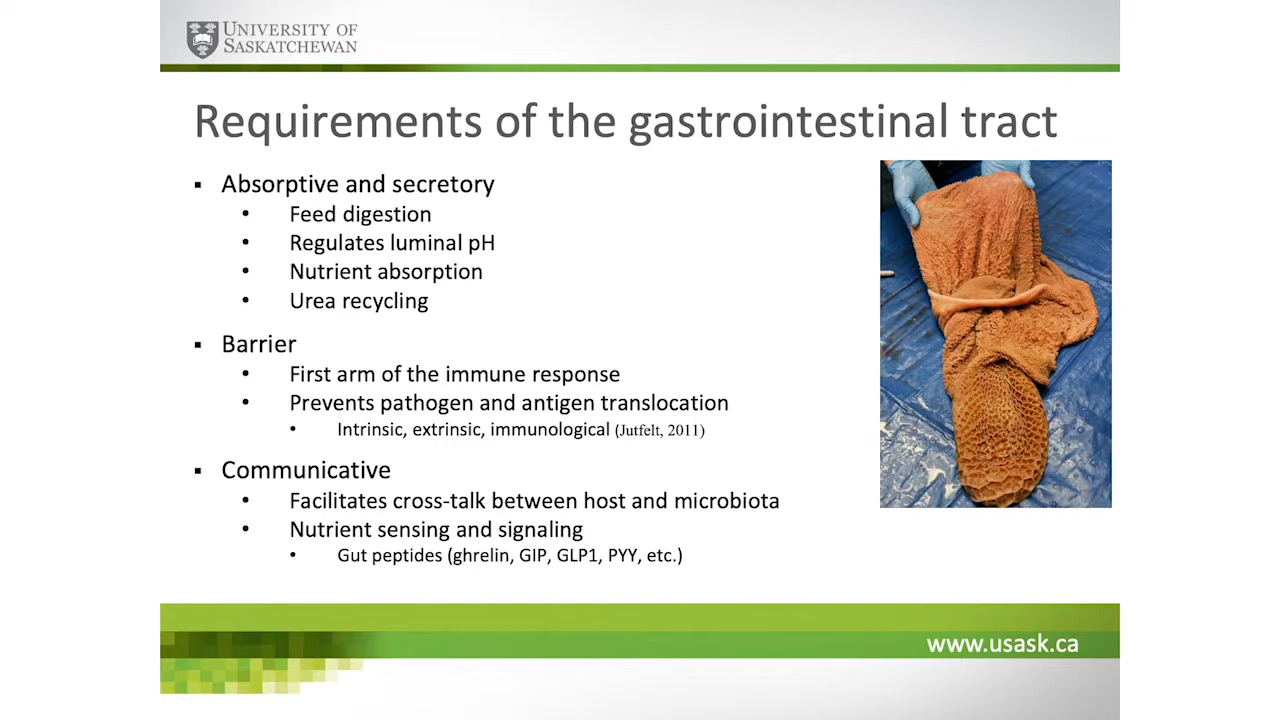 UNIVERSITY OF
SASKATCHEWAN
Requirements of the gastrointestinal tract
▪ Absorptive and secretory
• Feed digestion
• Regulates luminal pH
• Nutrient absorption
• Urea recycling
▪ Barrier
• First arm of the immune response
• Prevents pathogen and antigen translocation
• Intrinsic, extrinsic, immunological (Jutfelt, 2011)
▪ Communicative
• Facilitates cross-talk between host and microbiota
• Nutrient sensing and signaling
• Gut peptides (ghrelin, GIP, GLP1, PYY, etc.)
www.usask.ca